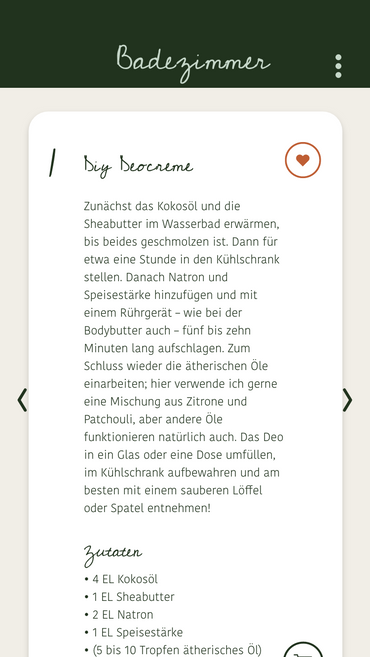 Badezimmer
1 Diy Deocreme
Zunächst das Kokosöl und die
Sheabutter im Wasserbad erwärmen,
bis beides geschmolzen ist. Dann für
etwa eine Stunde in den Kühlschrank
stellen. Danach Natron und
Speisestärke hinzufügen und mit
einem Rührgerät – wie bei der
Bodybutter auch – fünf bis zehn
Minuten lang aufschlagen. Zum
Schluss wieder die ätherischen Öle
einarbeiten; hier verwende ich gerne
eine Mischung aus Zitrone und
Patchouli, aber andere Öle
funktionieren natürlich auch. Das Deo
in ein Glas oder eine Dose umfüllen,
im Kühlschrank aufbewahren und am
besten mit einem sauberen Löffel
oder Spatel entnehmen!
Zutaten
• 4 EL Kokosöl
• 1 EL Sheabutter
• 2 EL Natron
• 1 EL Speisestärke
• (5 bis 10 Tropfen ätherisches Öl)